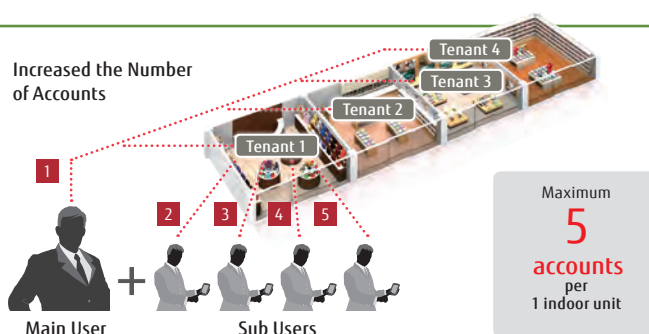 Increased the Number
of Accounts
Tenant 4
Tenant 3
Tenant 2
Tenant 1
1
2
3
4
5
Main User
Sub Users
Maximum
5
accounts
per
1 indoor unit